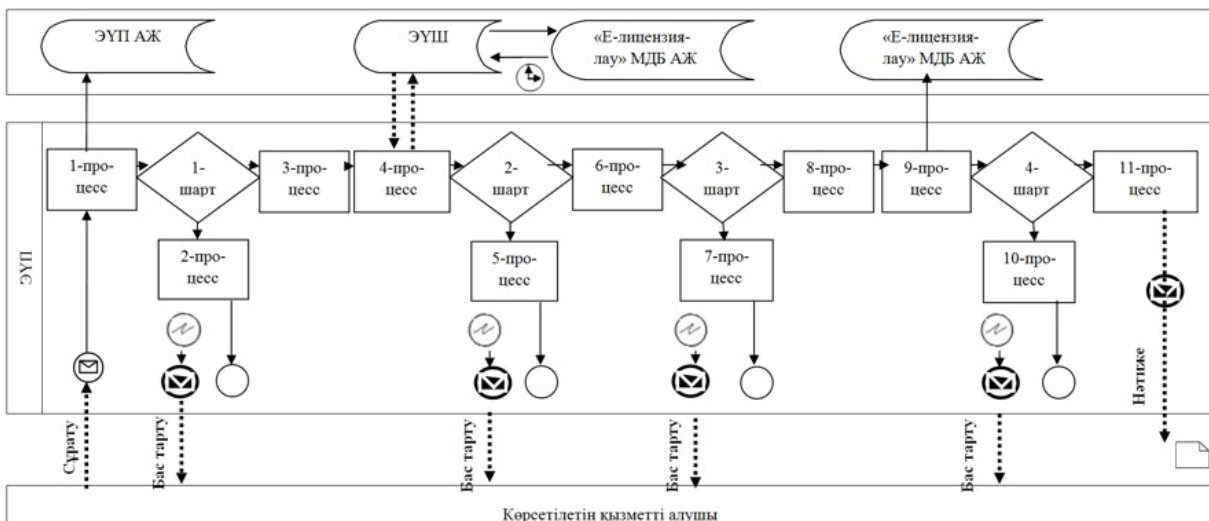 ЭҮП АЖ
ЭҮШ
«Е-лицензия-
лау» МДБ АЖ
«Е-лицензия-
лау» МДБ АЖ
ЭҮП
1-про-
цесс
1-
шарт
3-про-
цесс
4-про-
цесс
2-
шарт
6-про-
цесс
3-
шарт
8-про-
цесс
9-про-
цесс
4-
шарт
11-про-
цесс
2-про-
цесс
5-про-
цесс
7-про-
цесс
10-про-
цесс
Сұрату
Бас тарту
Бас тарту
Бас тарту
Бас тарту
Нәтиже
Көрсетілетін қызметті алушы